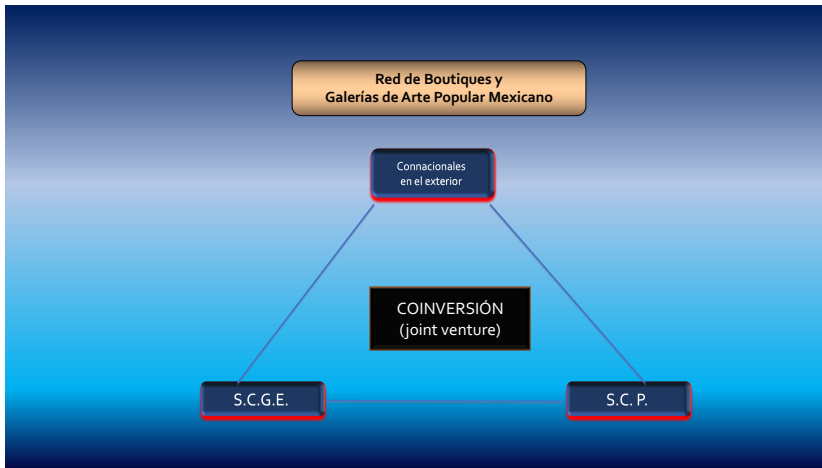 Red de Boutiques y
Galerías de Arte Popular Mexicano
Connacionales
en el exterior
COINVERSIÓN
(joint venture)
S.C.G.E.
S.C. P.